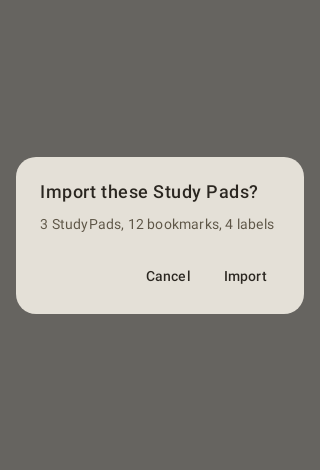 Import these Study Pads?
3 StudyPads, 12 bookmarks, 4 labels
Cancel Import